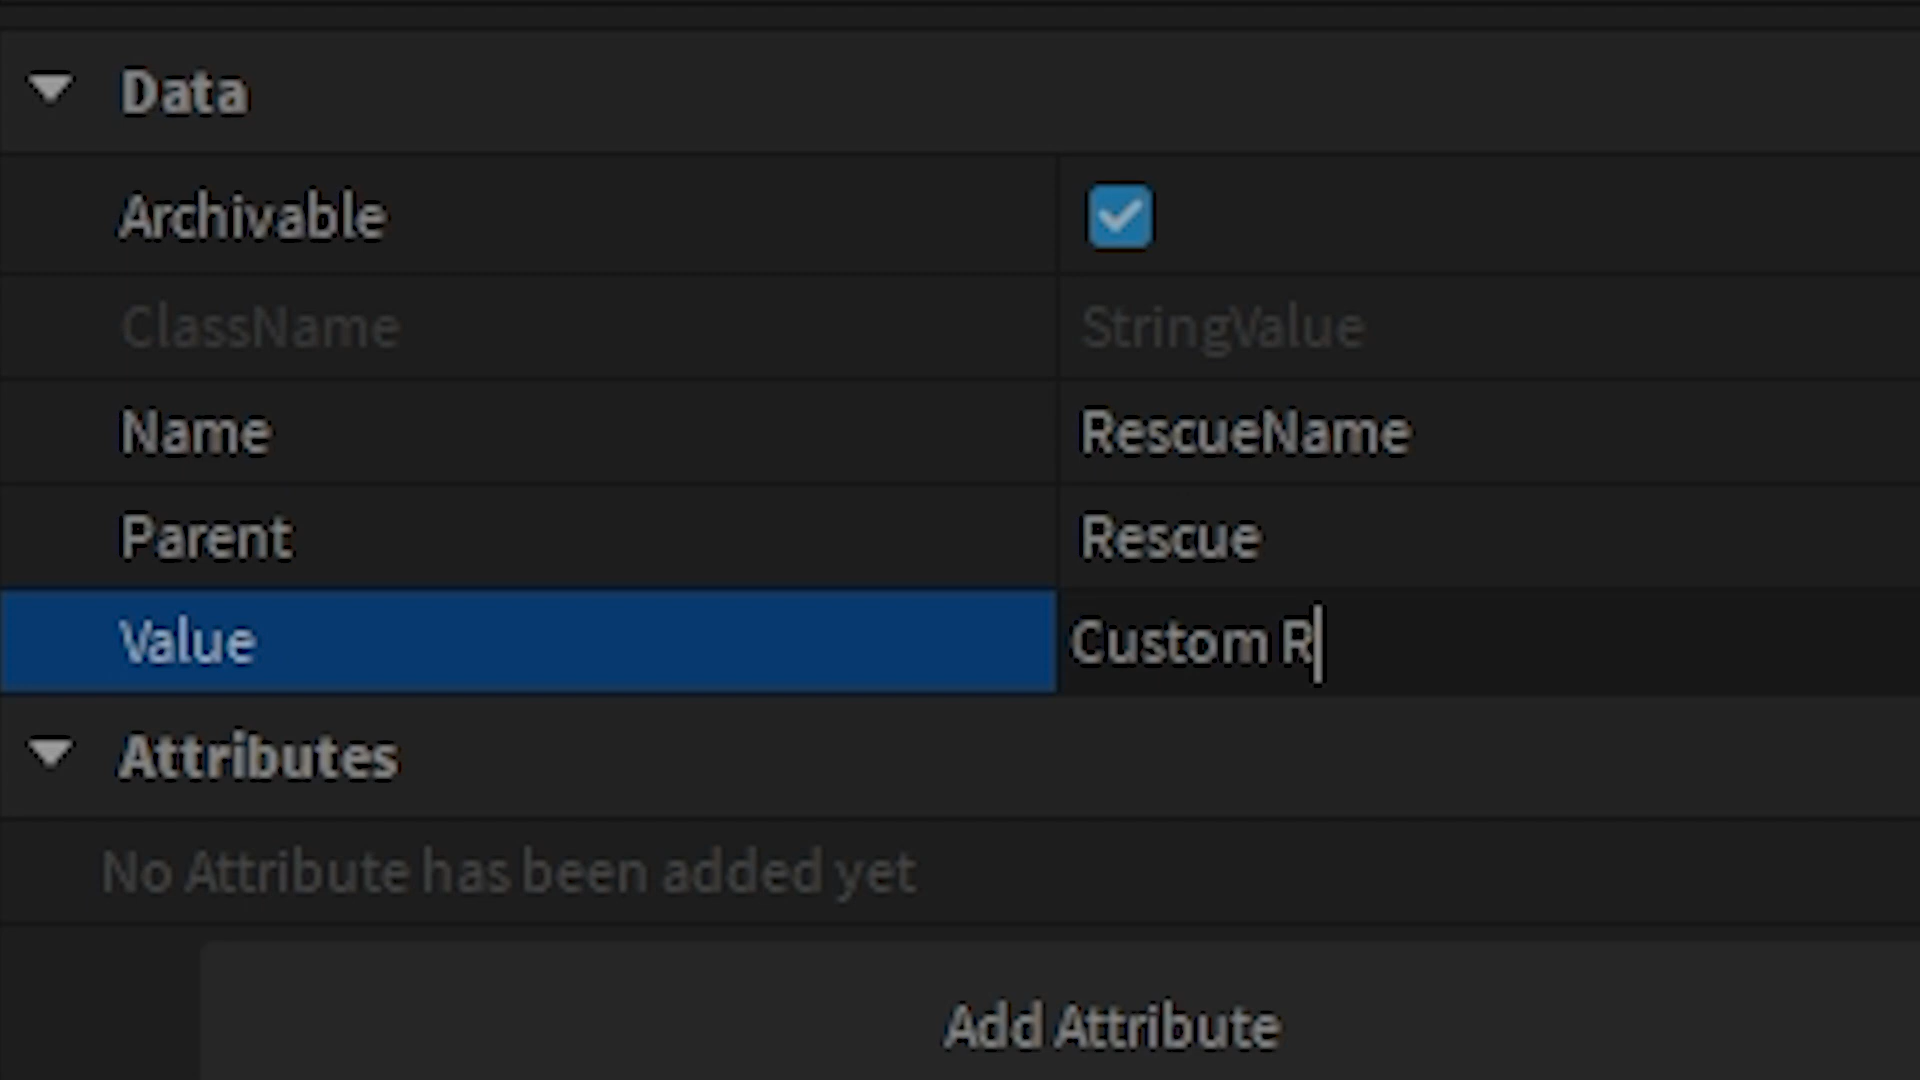 Data
Archivable
ClassName StringValue
Name RescueName
Parent Rescue
Value Custom R
Attributes
No Attribute has been added yet
Add Attribute